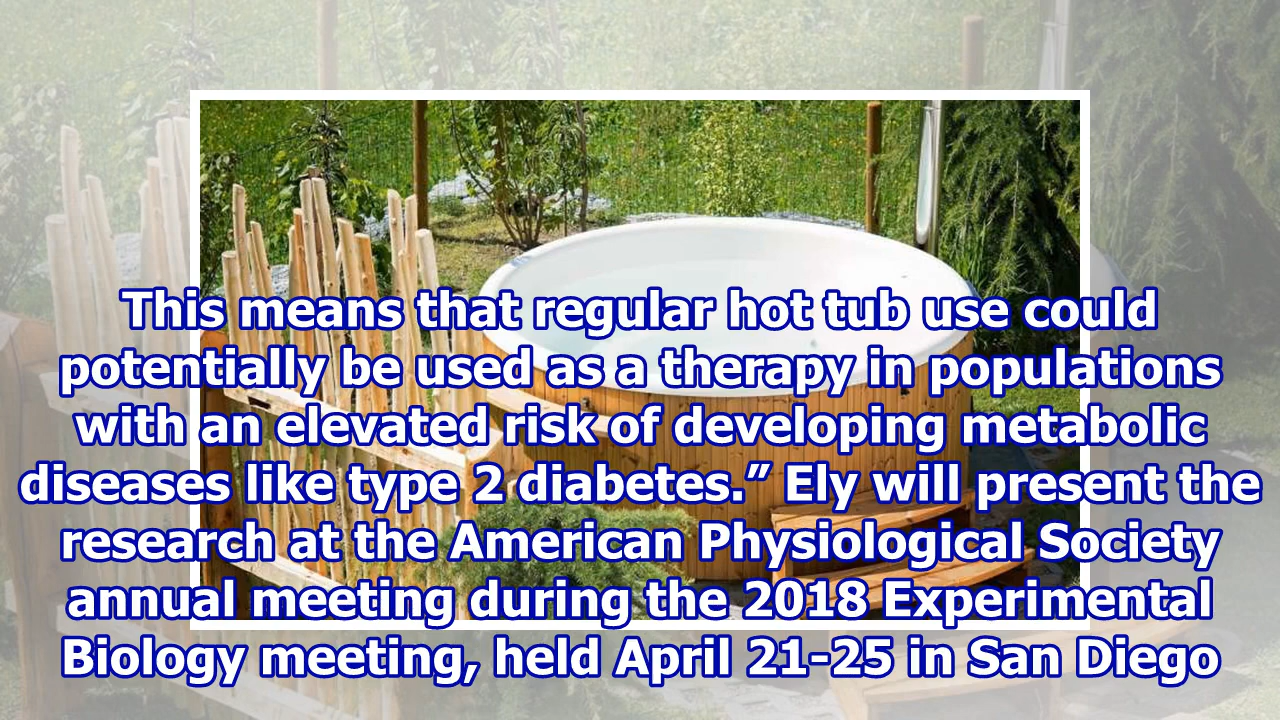 This means that regular hot tub use could
potentially be used as a therapy in populations
with an elevated risk of developing metabolic
diseases like type 2 diabetes.” Ely will present the
research at the American Physiological Society
annual meeting during the 2018 Experimental
Biology meeting, held April 21-25 in San Diego